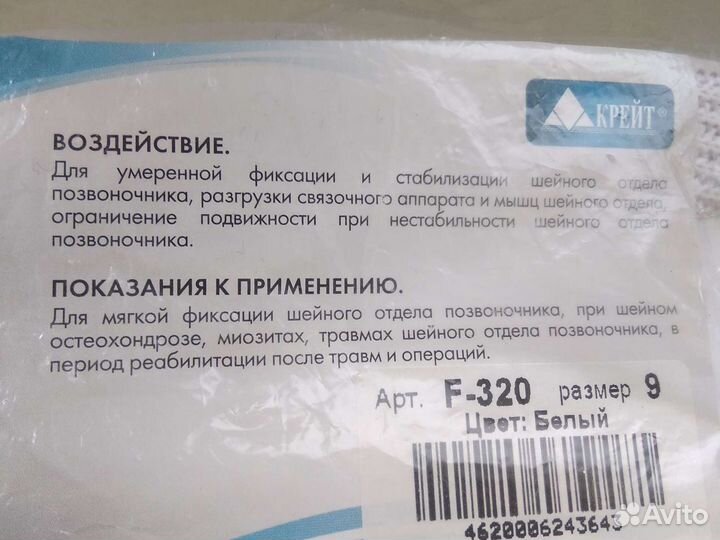 КРЕЙТ®
ВОЗДЕЙСТВИЕ.
Для умеренной фиксации и стабилизации шейного отдела
позвоночника, разгрузки связочного аппарата и мышц шейного отдела,
ограничение подвижности при нестабильности шейного отдела
позвоночника.
ПОКАЗАНИЯ К ПРИМЕНЕНИЮ.
Для мягкой фиксации шейного отдела позвоночника, при шейном
остеохондрозе, миозитах, травмах шейного отдела позвоночника, в
период реабилитации после травм и операций.
Арт. F-320 размер 9
Цвет: Белый
4620006243643
Avito